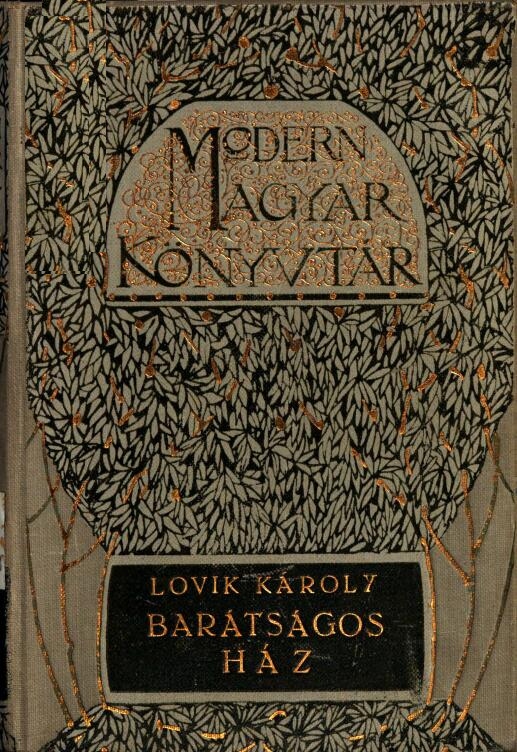 MODERN
MAGYAR
KÖNYVTÁR
LOVIK KÁROLY
BARÁTSÁGOS
HÁZ